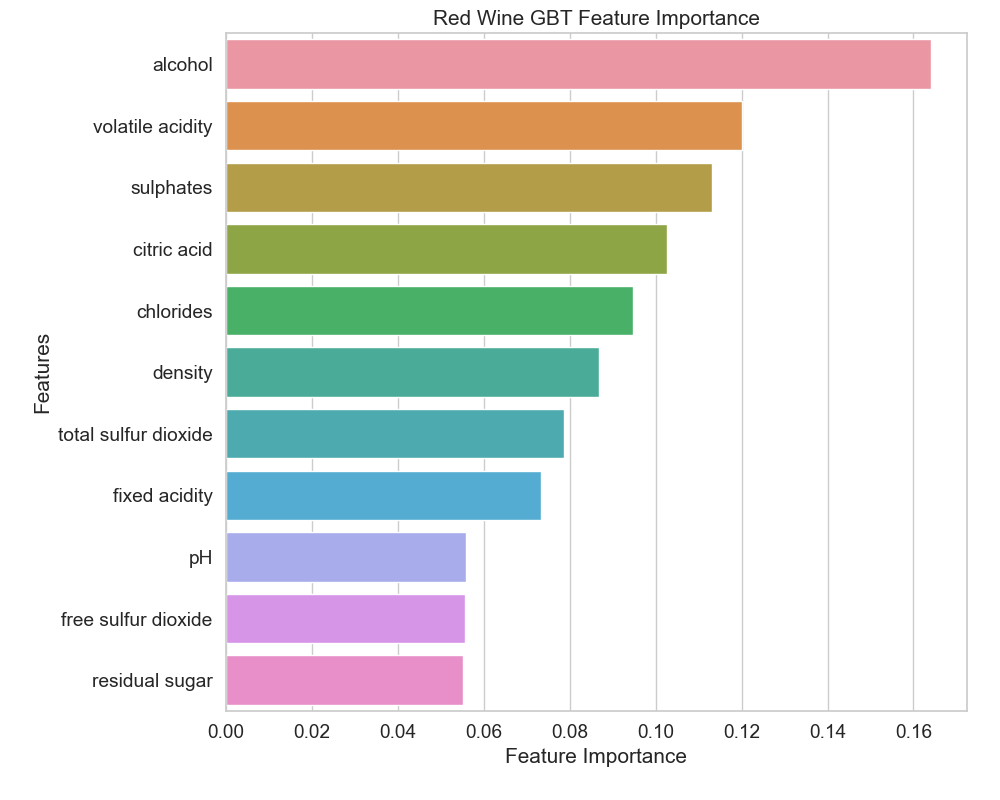 Red Wine GBT Feature Importance
alcohol
volatile acidity
sulphates
citric acid
chlorides
density
total sulfur dioxide
fixed acidity
pH
free sulfur dioxide
residual sugar
Features
0.00 0.02 0.04 0.06 0.08 0.10 0.12 0.14 0.16
Feature Importance